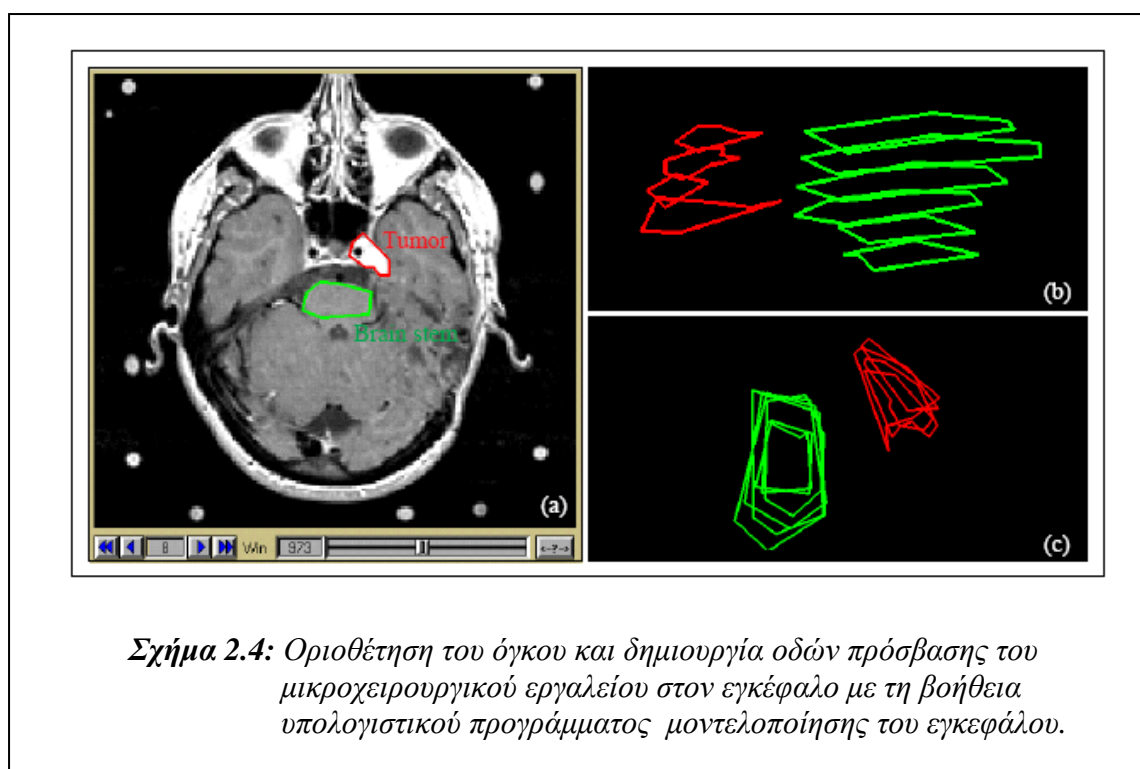 Tumor
Brain stem
(a)
8 Win 973 <-?->
(b)
(c)
Σχήμα 2.4: Οριοθέτηση του όγκου και δημιουργία οδών πρόσβασης του
μικροχειρουργικού εργαλείου στον εγκέφαλο με τη βοήθεια
υπολογιστικού προγράμματος μοντελοποίησης του εγκεφάλου.